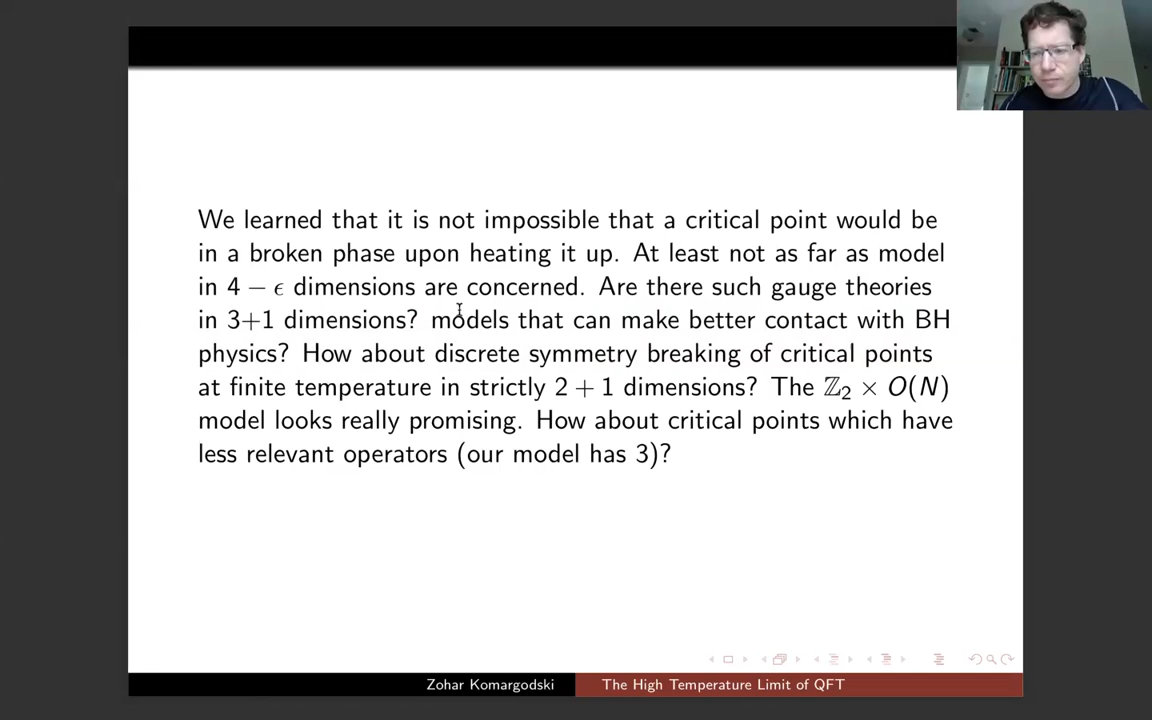 We learned that it is not impossible that a critical point would be
in a broken phase upon heating it up. At least not as far as model
in 4 − ϵ dimensions are concerned. Are there such gauge theories
in 3+1 dimensions? models that can make better contact with BH
physics? How about discrete symmetry breaking of critical points
at finite temperature in strictly 2 + 1 dimensions? The ℤ₂ × O(N)
model looks really promising. How about critical points which have
less relevant operators (our model has 3)?
Zohar Komargodski
The High Temperature Limit of QFT